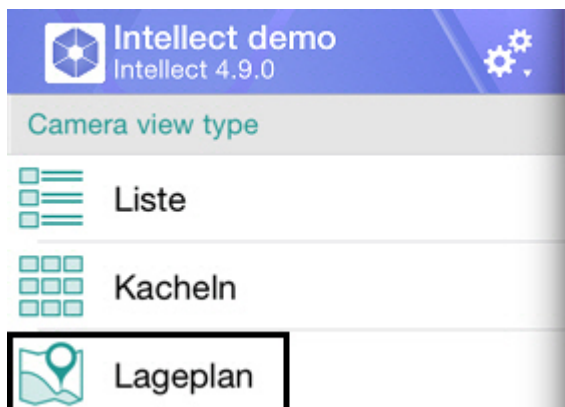 Intellect demo
Intellect 4.9.0
Camera view type
Liste
Kacheln
Lageplan